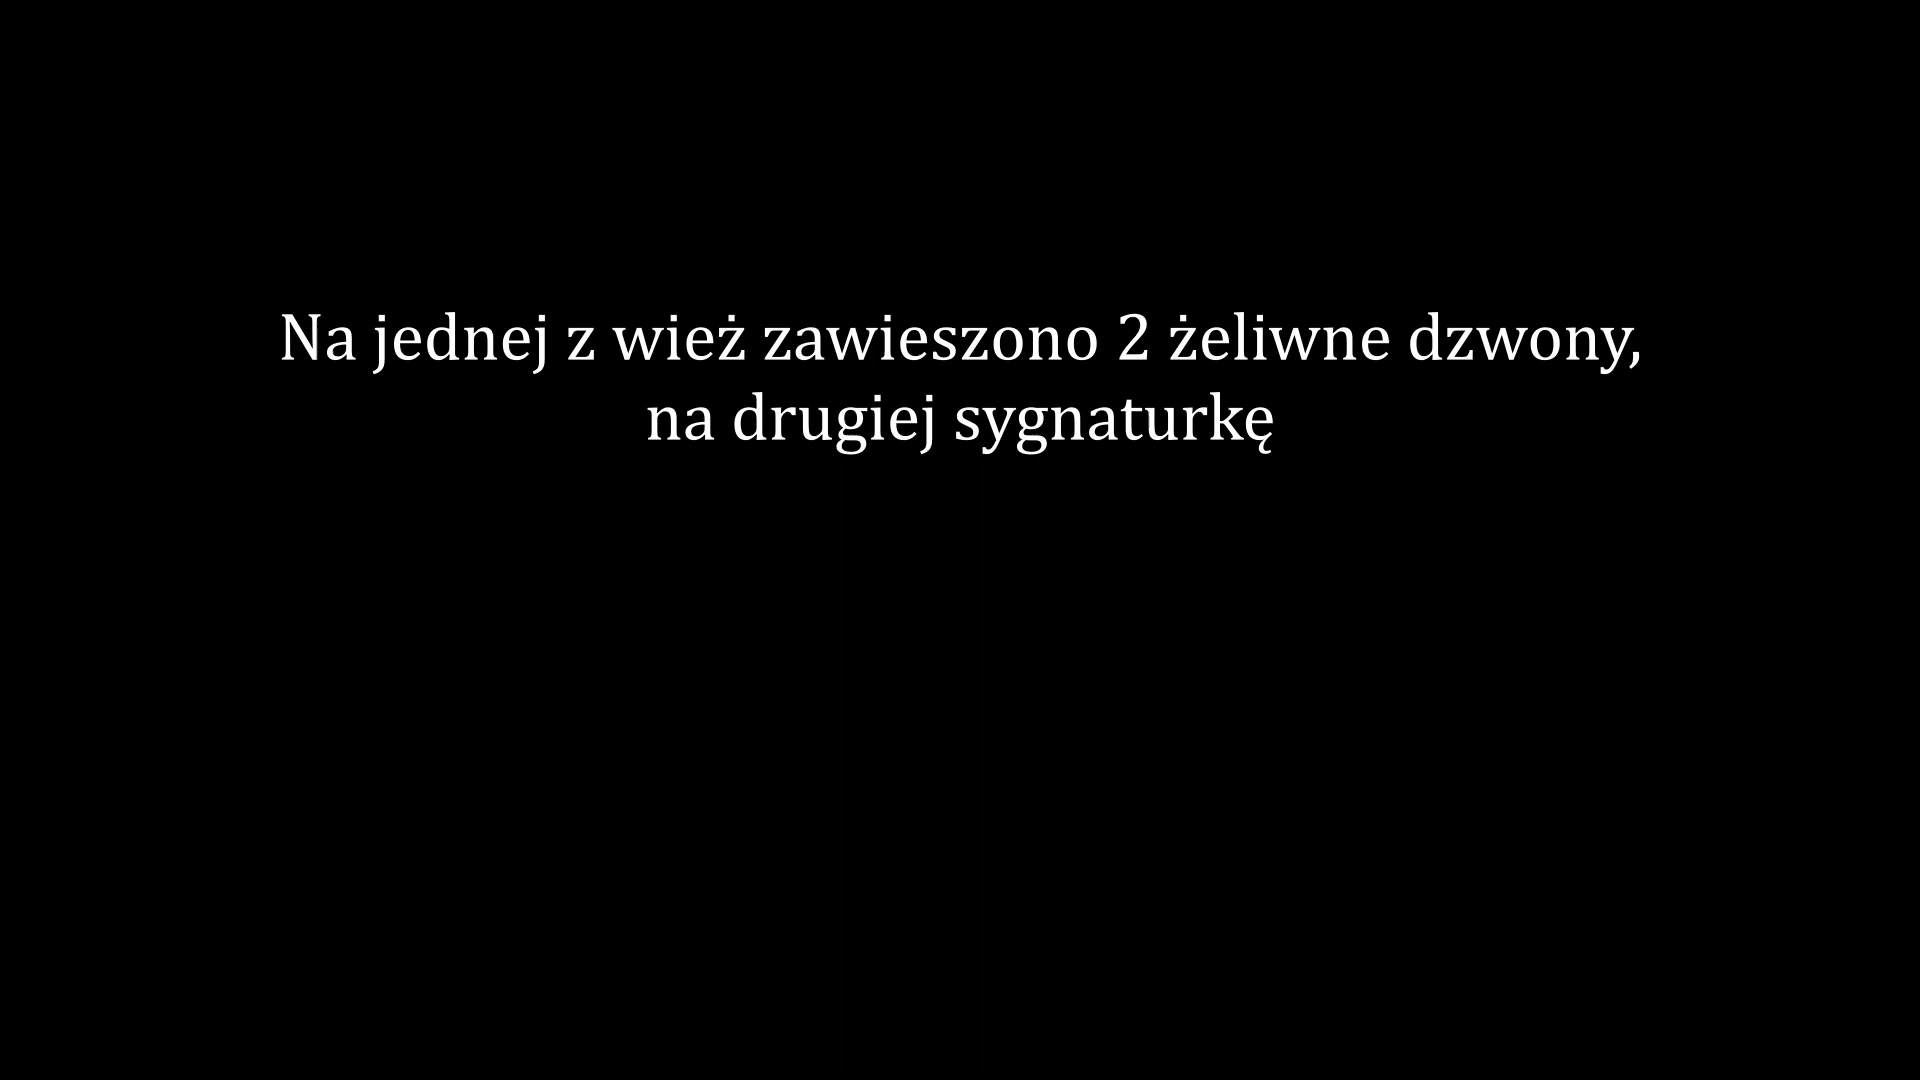 Na jednej z wież zawieszono 2 żeliwne dzwony,
na drugiej sygnaturkę